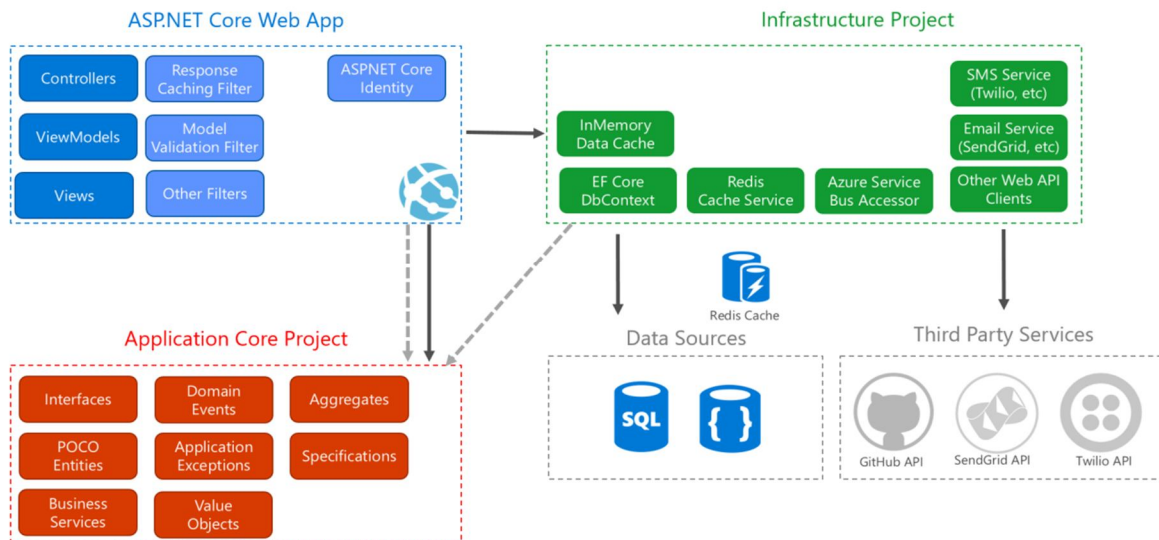 ASP.NET Core Web App
Controllers
Response
Caching Filter
ASP.NET Core
Identity
ViewModels
Model
Validation Filter
Views
Other Filters
Infrastructure Project
SMS Service
(Twilio, etc)
InMemory
Data Cache
Email Service
(SendGrid, etc)
EF Core
DbContext
Redis
Cache Service
Azure Service
Bus Accessor
Other Web API
Clients
Redis Cache
Application Core Project
Interfaces
Domain
Events
Aggregates
POCO
Entities
Application
Exceptions
Specifications
Business
Services
Value
Objects
Data Sources
SQL
{ }
Third Party Services
GitHub API
SendGrid API
Twilio API